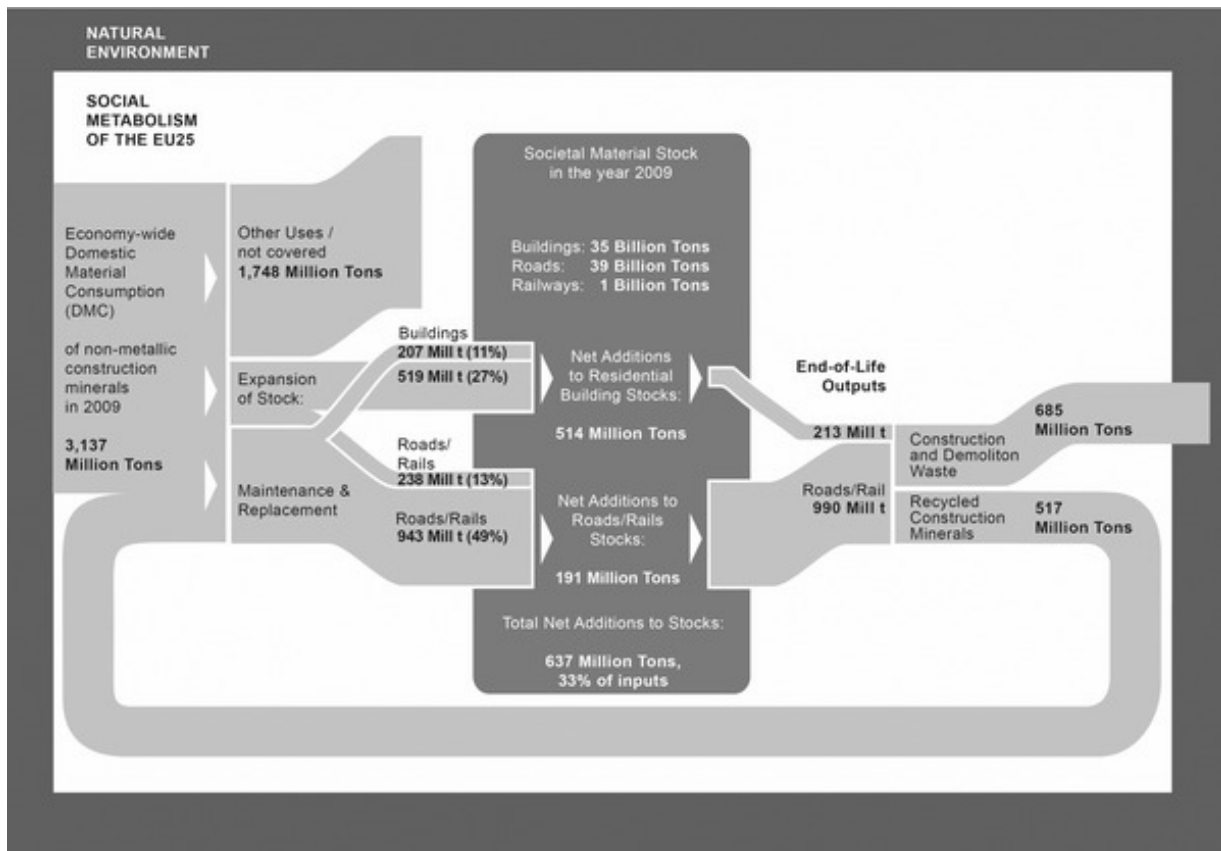 NATURAL
ENVIRONMENT
SOCIAL
METABOLISM
OF THE EU25
Economy-wide
Domestic
Material
Consumption
(DMC)
of non-metallic
construction
minerals
in 2009
3,137
Million Tons
Other Uses /
not covered
1,748 Million Tons
Expansion
of Stock:
Maintenance &
Replacement
Buildings
207 Mill t (11%)
519 Mill t (27%)
Roads/
Rails
238 Mill t (13%)
Roads/Rails
943 Mill t (49%)
Societal Material Stock
in the year 2009
Buildings: 35 Billion Tons
Roads: 39 Billion Tons
Railways: 1 Billion Tons
Net Additions
to Residential
Building Stocks:
514 Million Tons
Net Additions to
Roads/Rails
Stocks:
191 Million Tons
Total Net Additions to Stocks:
637 Million Tons,
33% of inputs
End-of-Life
Outputs
213 Mill t
Roads/Rail
990 Mill t
Construction
and Demoliton
Waste
685
Million Tons
Recycled
Construction
Minerals
517
Million Tons